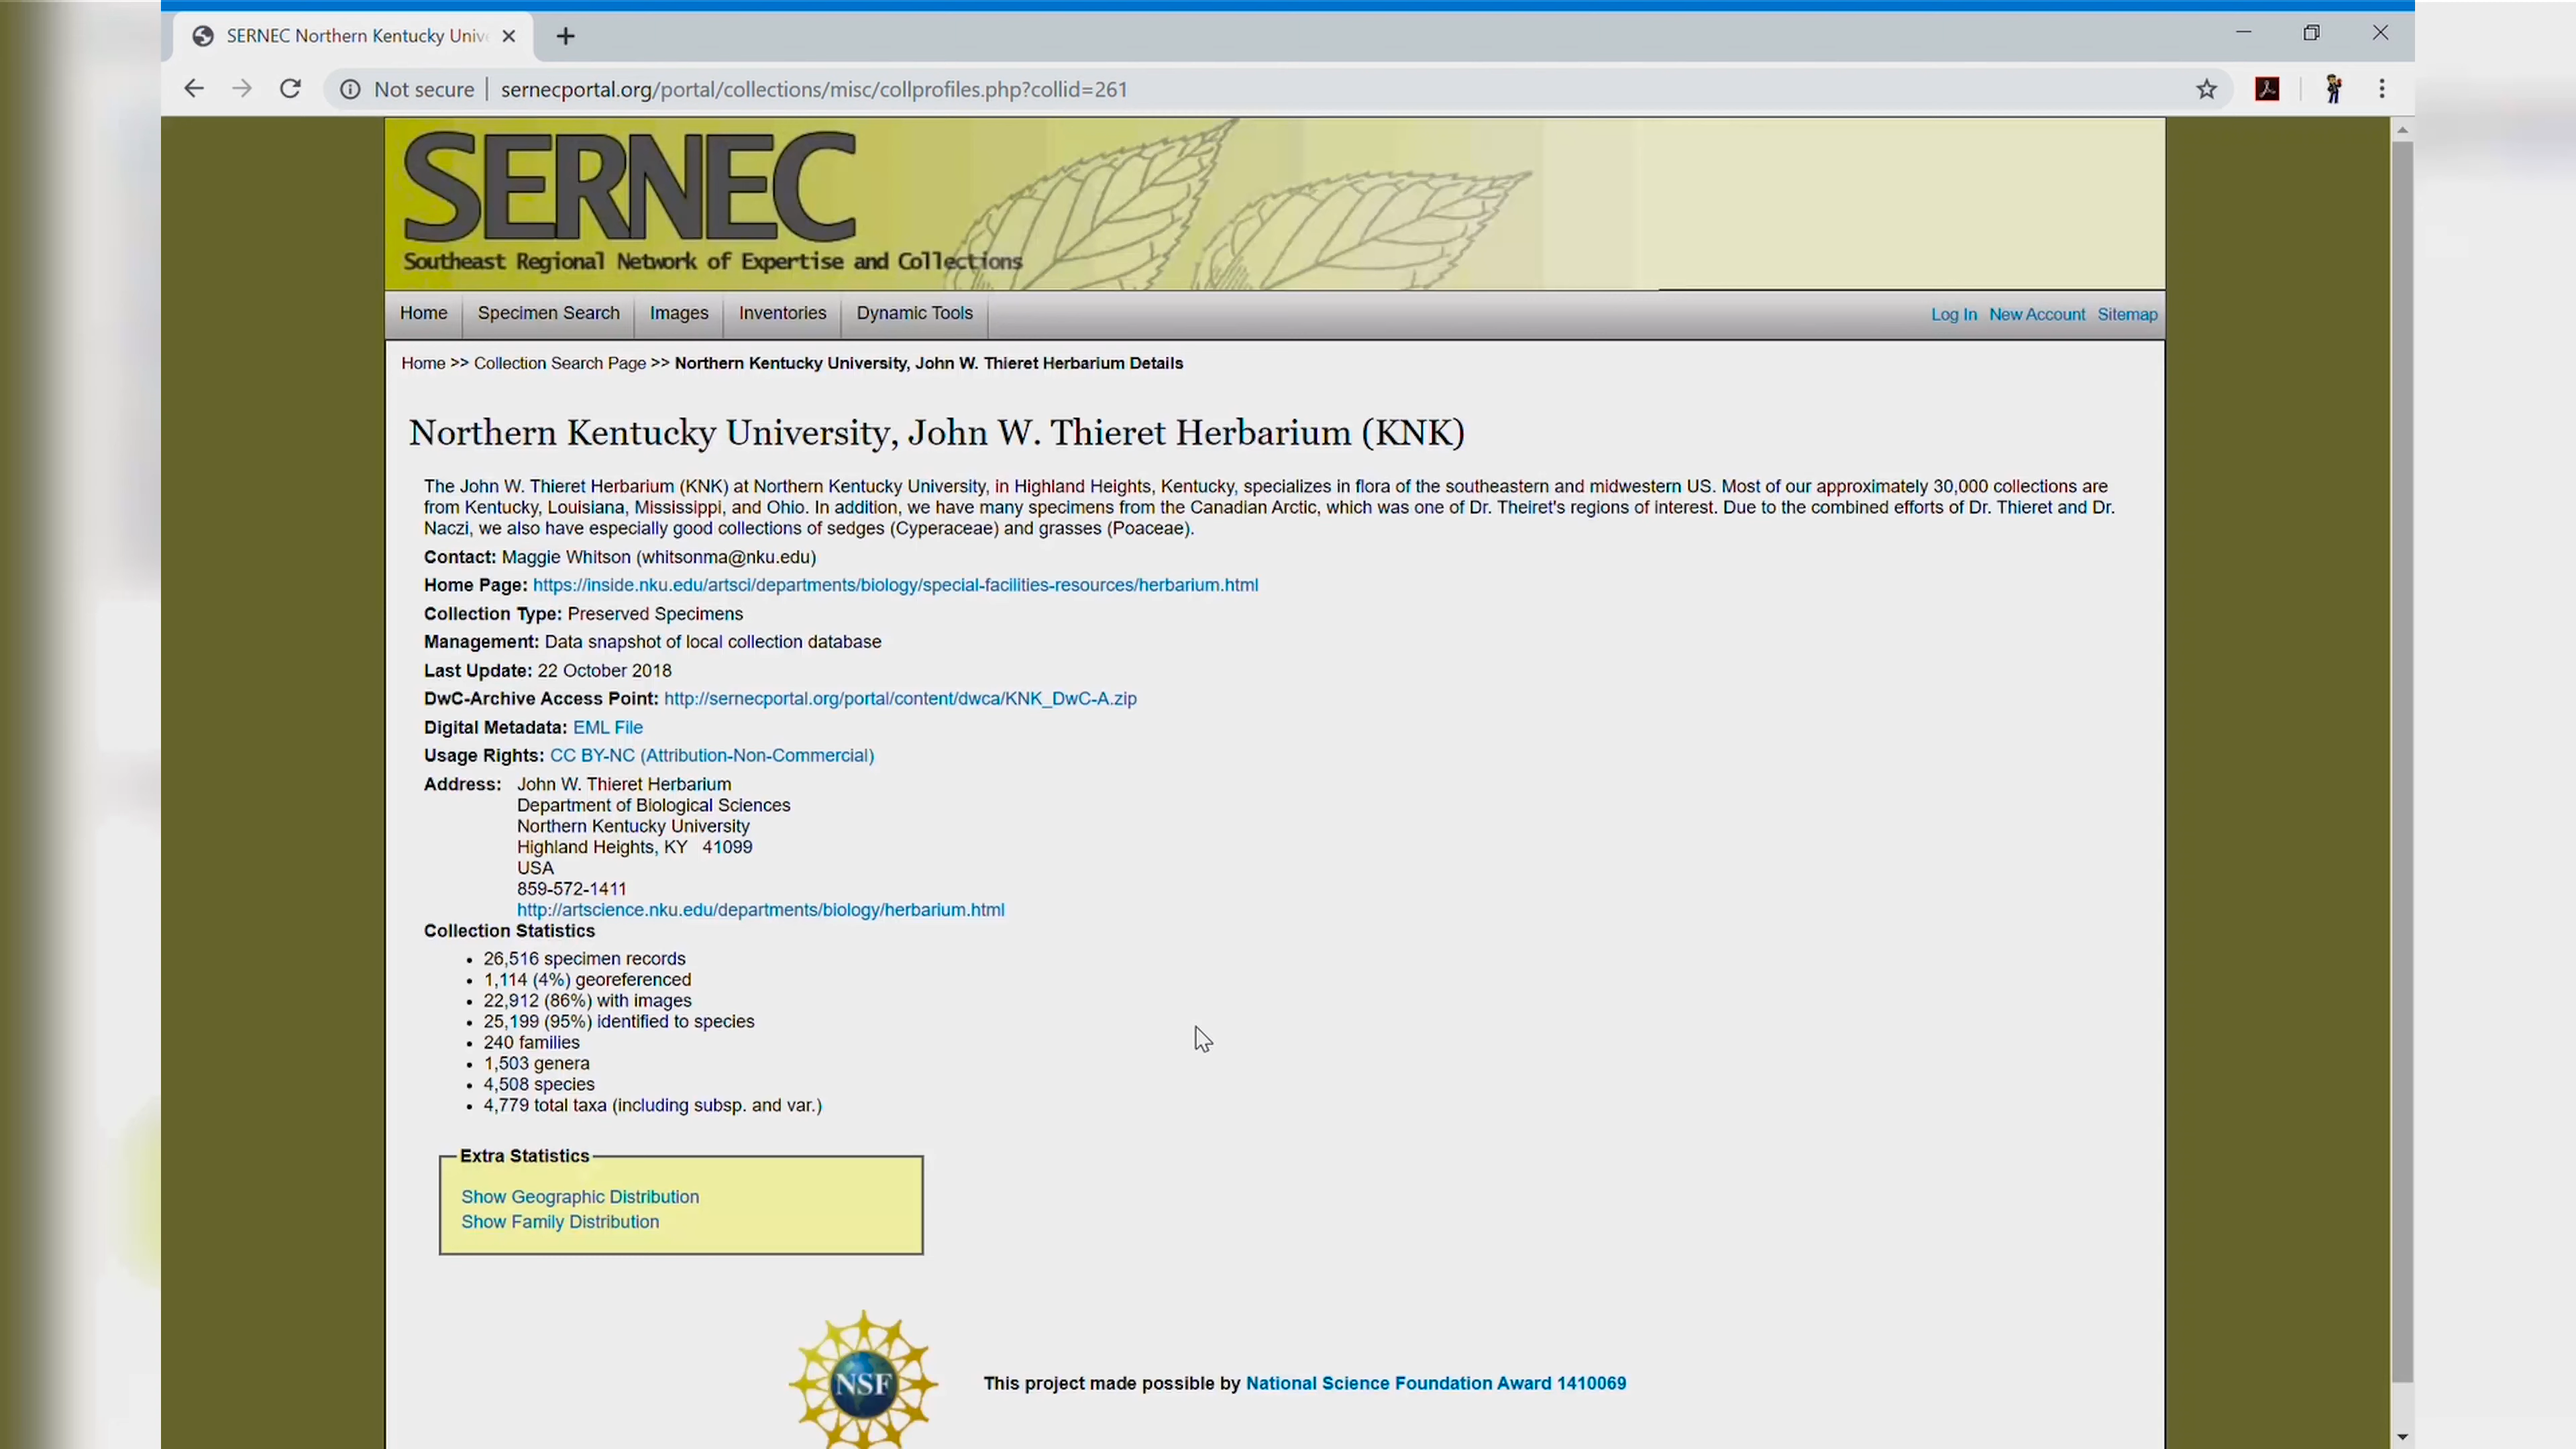 SERNEC Northern Kentucky Unive
Not secure | sernecportal.org/portal/collections/misc/collprofiles.php?collid=261
SERNEC
Southeast Regional Network of Expertise and Collections
Home Specimen Search Images Inventories Dynamic Tools Log In New Account Sitemap
Home >> Collection Search Page >> Northern Kentucky University, John W. Thieret Herbarium Details
Northern Kentucky University, John W. Thieret Herbarium (KNK)
The John W. Thieret Herbarium (KNK) at Northern Kentucky University, in Highland Heights, Kentucky, specializes in flora of the southeastern and midwestern US. Most of our approximately 30,000 collections are
from Kentucky, Louisiana, Mississippi, and Ohio. In addition, we have many specimens from the Canadian Arctic, which was one of Dr. Theiret's regions of interest. Due to the combined efforts of Dr. Thieret and Dr.
Naczi, we also have especially good collections of sedges (Cyperaceae) and grasses (Poaceae).
Contact: Maggie Whitson (whitsonma@nku.edu)
Home Page: https://inside.nku.edu/artsci/departments/biology/special-facilities-resources/herbarium.html
Collection Type: Preserved Specimens
Management: Data snapshot of local collection database
Last Update: 22 October 2018
DwC-Archive Access Point: http://sernecportal.org/portal/content/dwca/KNK_DwC-A.zip
Digital Metadata: EML File
Usage Rights: CC BY-NC (Attribution-Non-Commercial)
Address: John W. Thieret Herbarium
Department of Biological Sciences
Northern Kentucky University
Highland Heights, KY 41099
USA
859-572-1411
http://artscience.nku.edu/departments/biology/herbarium.html
Collection Statistics
• 26,516 specimen records
• 1,114 (4%) georeferenced
• 22,912 (86%) with images
• 25,199 (95%) identified to species
• 240 families
• 1,503 genera
• 4,508 species
• 4,779 total taxa (including subsp. and var.)
Extra Statistics
Show Geographic Distribution
Show Family Distribution
NSF
This project made possible by National Science Foundation Award 1410069